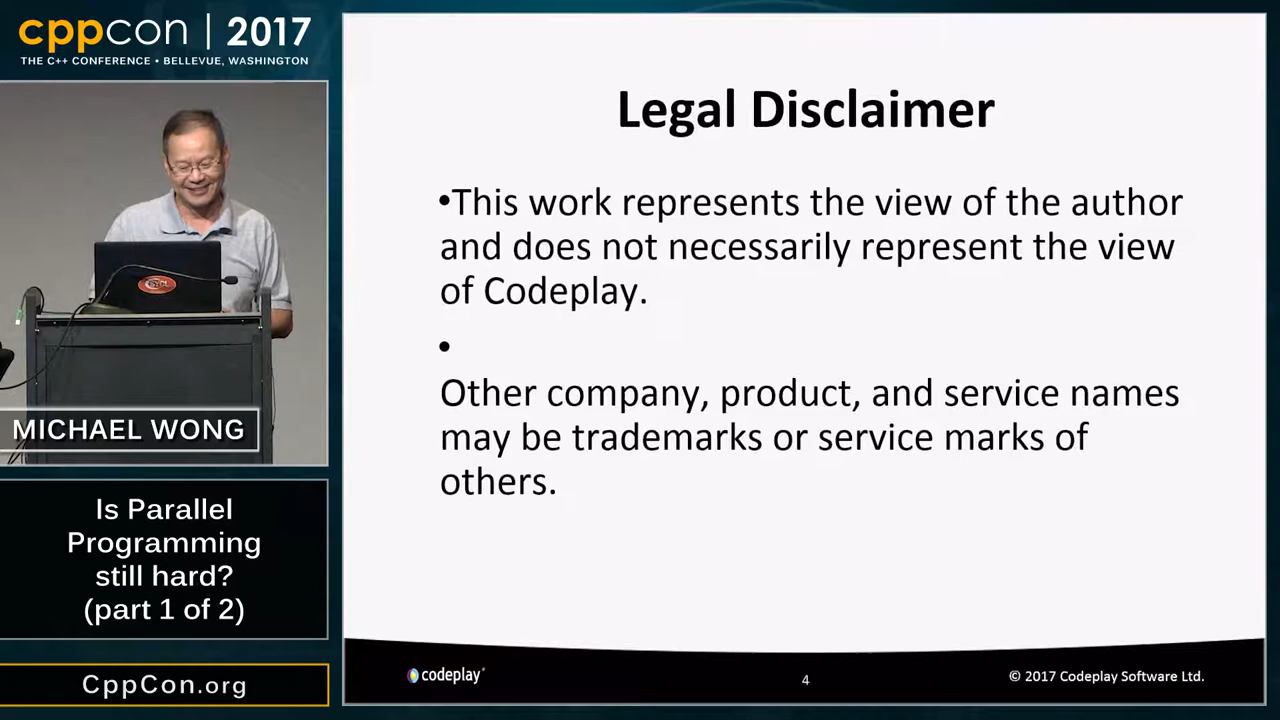 cppcon | 2017
THE C++ CONFERENCE • BELLEVUE, WASHINGTON
MICHAEL WONG
Is Parallel
Programming
still hard?
(part 1 of 2)
CppCon.org
Legal Disclaimer
•This work represents the view of the author
and does not necessarily represent the view
of Codeplay.
•
Other company, product, and service names
may be trademarks or service marks of
others.
codeplay
4
© 2017 Codeplay Software Ltd.